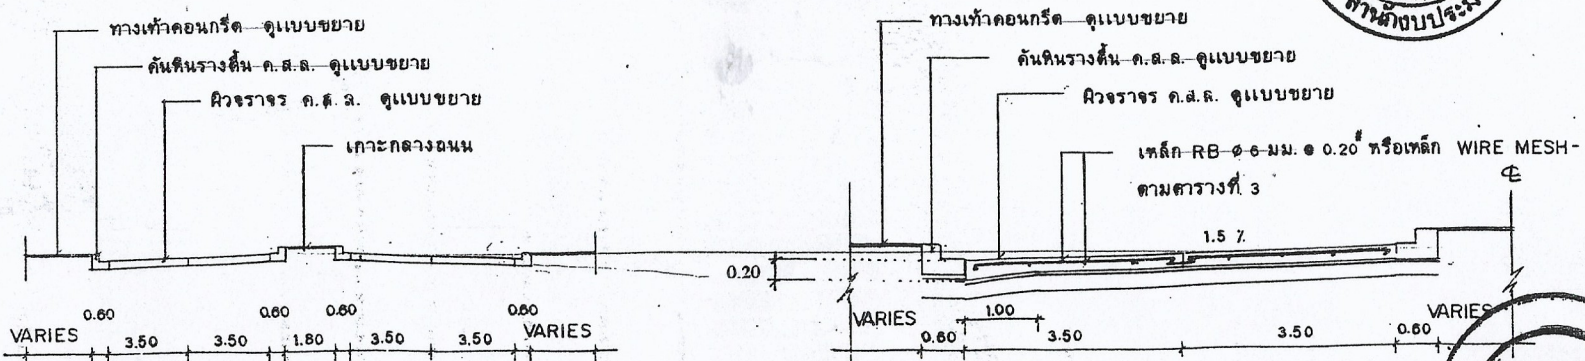 ทางเท้าคอนกรีต ดูแบบขยาย
คันหินรางตื้น ค.ส.ล. ดูแบบขยาย
ผิวจราจร ค.ส.ล. ดูแบบขยาย
เกาะกลางถนน
VARIES
0.60
3.50
3.50
0.60
1.80
0.60
3.50
3.50
0.60
VARIES
ทางเท้าคอนกรีต ดูแบบขยาย
คันหินรางตื้น ค.ส.ล. ดูแบบขยาย
ผิวจราจร ค.ส.ล. ดูแบบขยาย
เหล็ก RB Ø 6 มม. @ 0.20 หรือเหล็ก WIRE MESH
ตามตารางที่ 3
1.5 %
0.20
VARIES
0.60
1.00
3.50
3.50
0.60
VARIES
สำนักงบประม